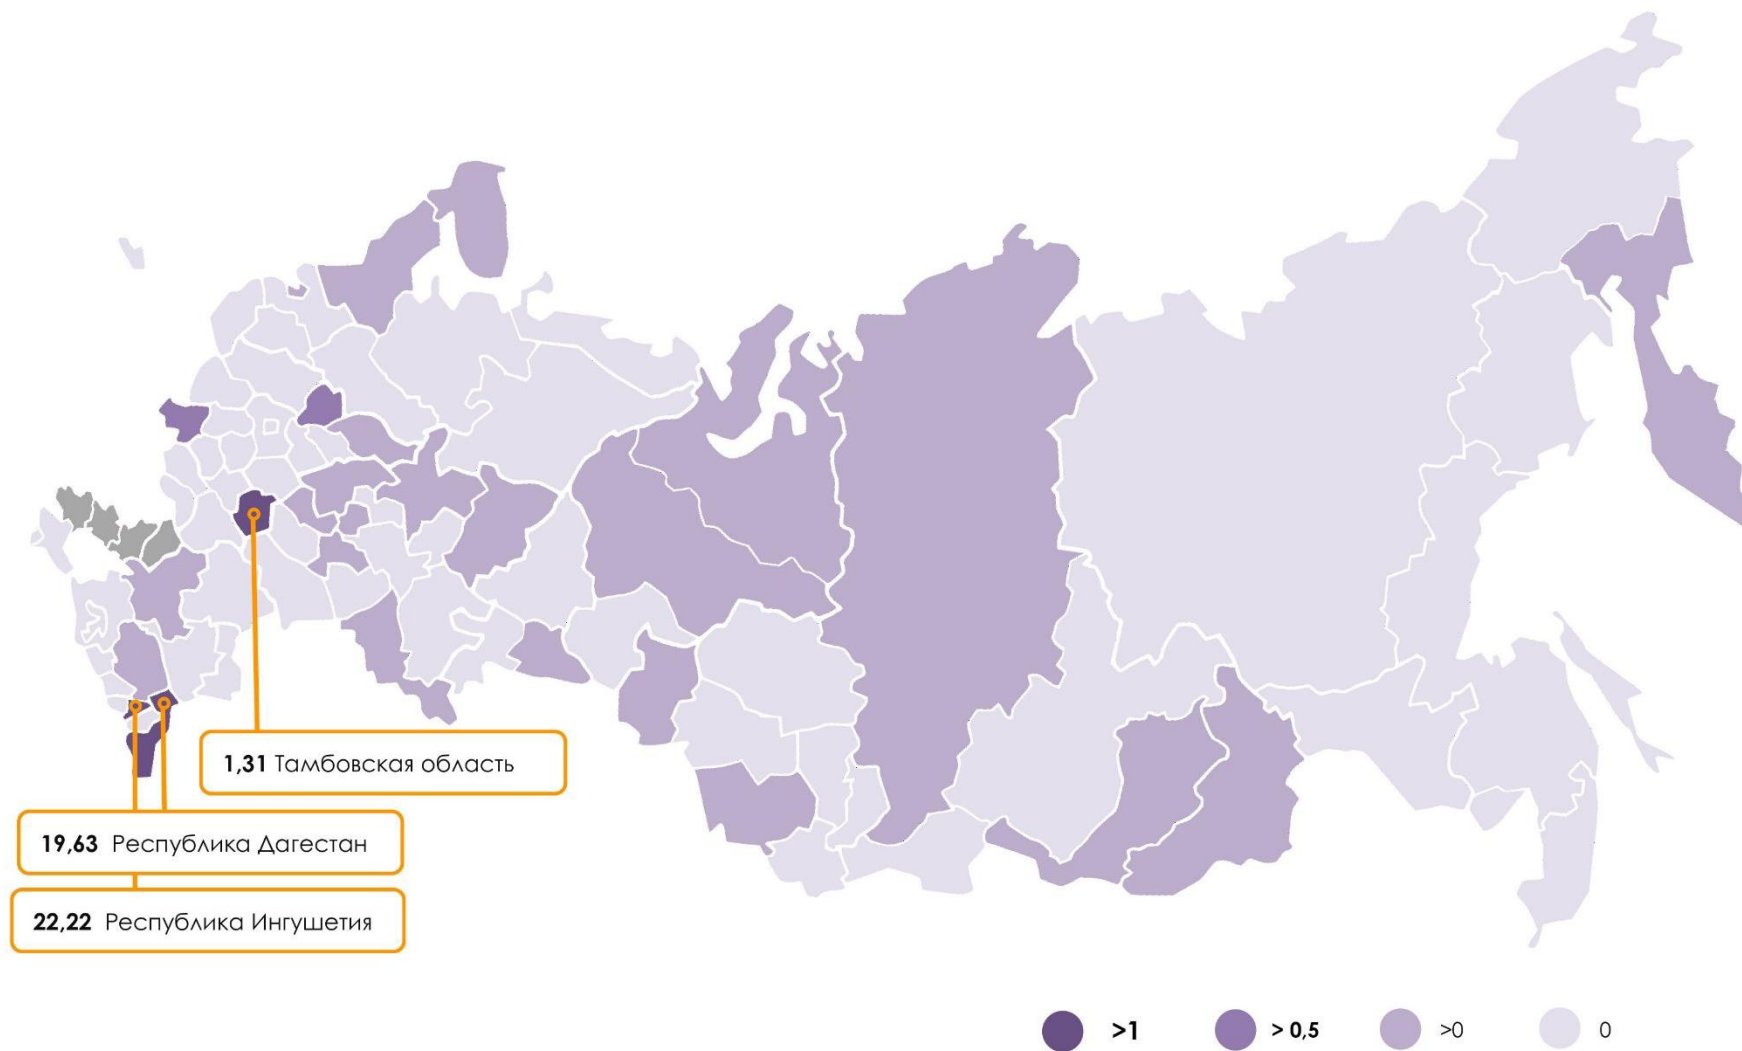 1,31 Тамбовская область
19,63 Республика Дагестан
22,22 Республика Ингушетия
>1 > 0,5 >0 0